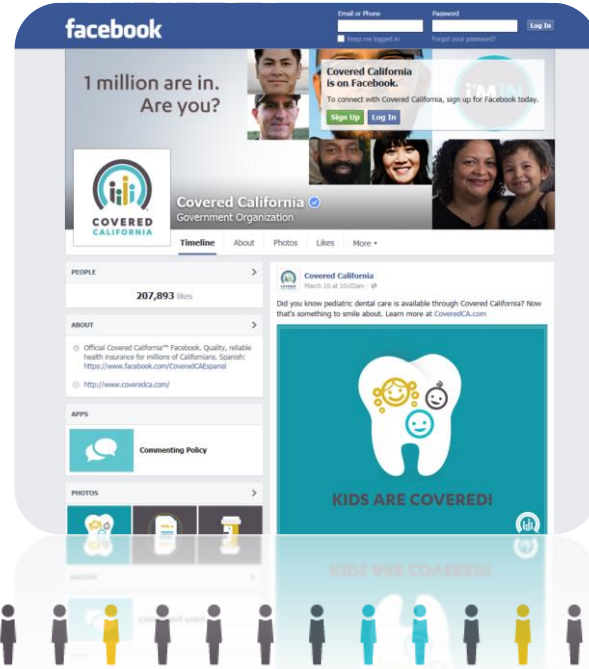 Email or Phone
Password
facebook
Log In
Keep me logged in
Forgot your password?
1 million are in.
Are you?
Covered California
is on Facebook.
To connect with Covered California, sign up for Facebook today.
Sign Up
Log In
i'M iN
COVERED
CALIFORNIA
Covered California
Government Organization
Timeline
About
Photos
Likes
More
PEOPLE
207,893 likes
ABOUT
Official Covered California™ Facebook. Quality, reliable
health insurance for millions of Californians. Spanish:
https://www.facebook.com/CoveredCAEspanol
http://www.coveredca.com/
APPS
Commenting Policy
PHOTOS
Covered California
March 10 at 10:02am
Did you know pediatric dental care is available through Covered California? Now
that's something to smile about. Learn more at CoveredCA.com
KIDS ARE COVERED!